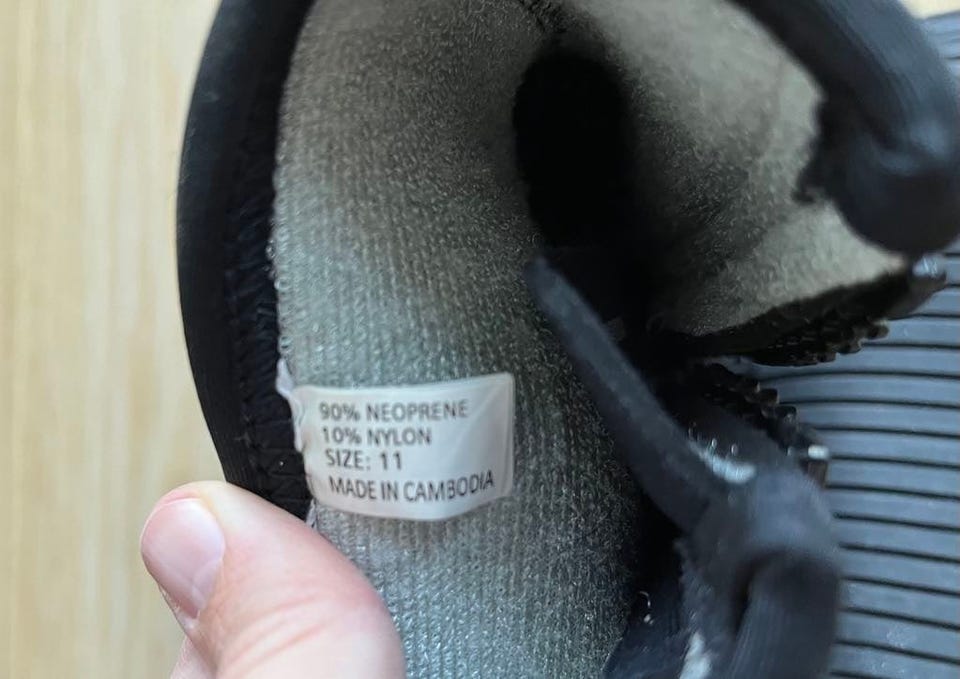 90% NEOPRENE
10% NYLON
SIZE: 11
MADE IN CAMBODIA